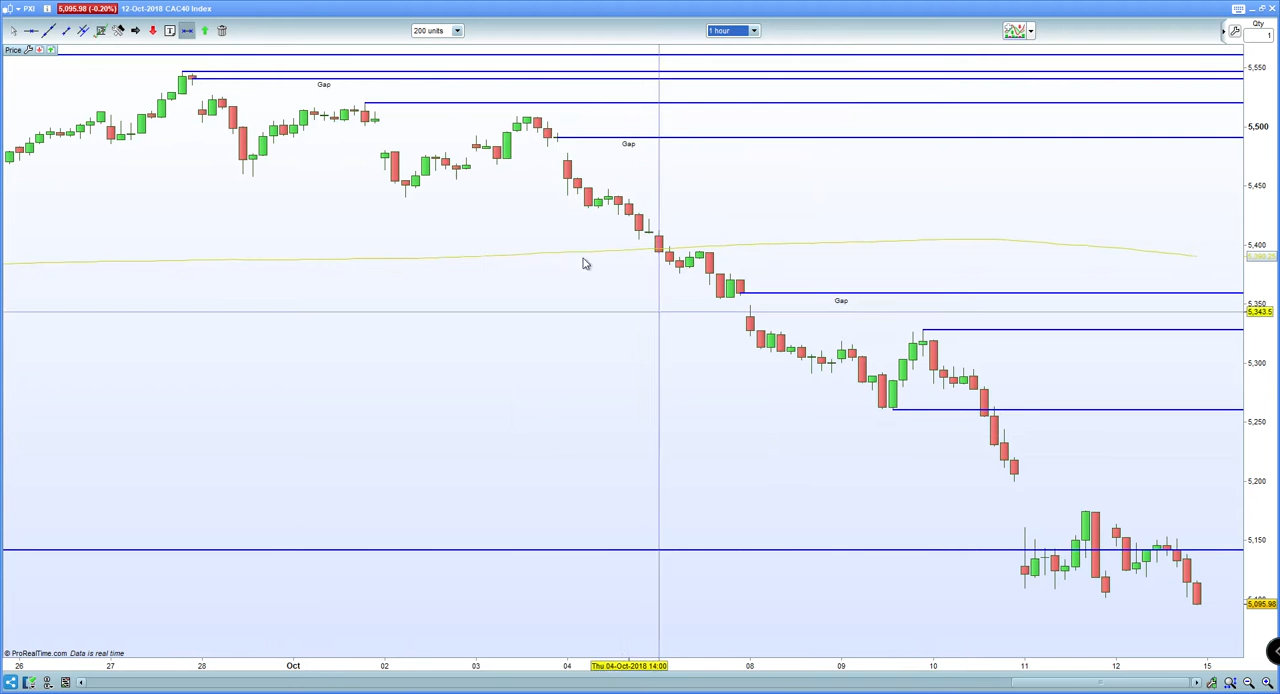 PXI 5,095.98 (-0.20%) 12-Oct-2018 CAC40 Index
200 units 1 hour Qty
1
Price
5,550
Gap
5,500
Gap
5,450
5,400
5,350
Gap
5,343.5
5,300
5,250
5,200
5,150
5,095.98
© ProRealTime.com Data is real time
26 27 28 Oct 02 03 04 Thu 04-Oct-2018 14:00 08 09 10 11 12 15